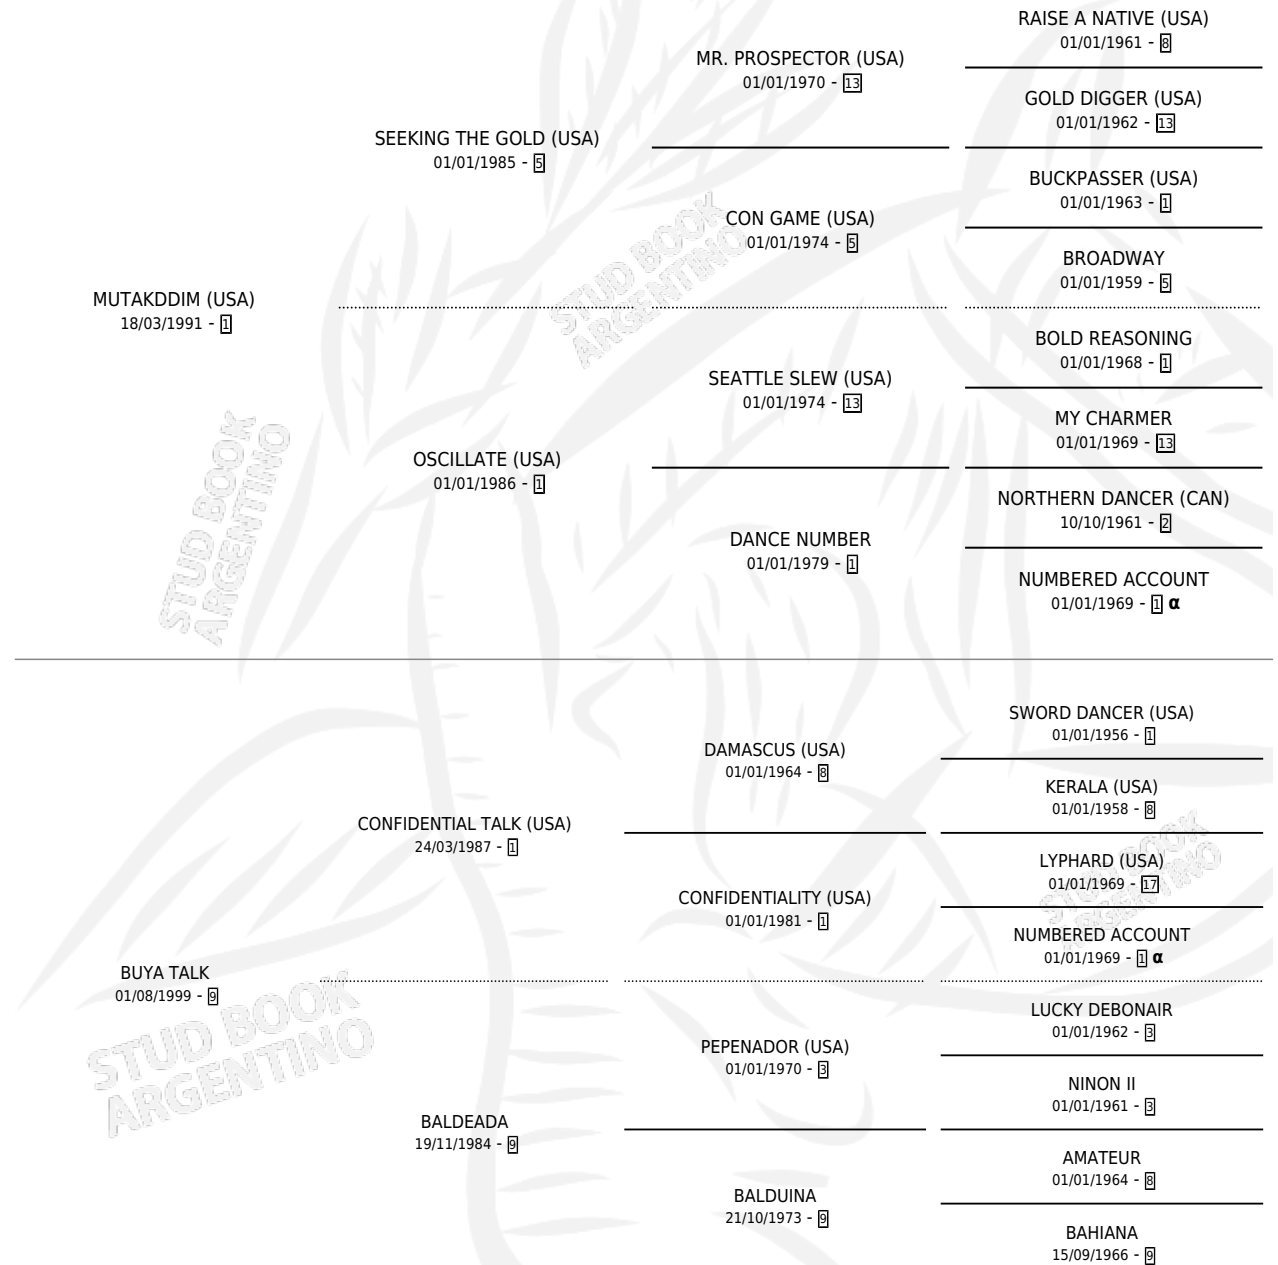 RAISE A NATIVE (USA)
01/01/1961 - 8
MR. PROSPECTOR (USA)
01/01/1970 - 13
GOLD DIGGER (USA)
01/01/1962 - 13
SEEKING THE GOLD (USA)
01/01/1985 - 5
BUCKPASSER (USA)
01/01/1963 - 1
CON GAME (USA)
01/01/1974 - 5
BROADWAY
01/01/1959 - 5
MUTAKDDIM (USA)
18/03/1991 - 1
BOLD REASONING
01/01/1968 - 1
SEATTLE SLEW (USA)
01/01/1974 - 13
MY CHARMER
01/01/1969 - 13
OSCILLATE (USA)
01/01/1986 - 1
NORTHERN DANCER (CAN)
10/10/1961 - 2
DANCE NUMBER
01/01/1979 - 1
NUMBERED ACCOUNT
01/01/1969 - 1 α
SWORD DANCER (USA)
01/01/1956 - 1
DAMASCUS (USA)
01/01/1964 - 8
KERALA (USA)
01/01/1958 - 8
CONFIDENTIAL TALK (USA)
24/03/1987 - 1
LYPHARD (USA)
01/01/1969 - 17
CONFIDENTIALITY (USA)
01/01/1981 - 1
NUMBERED ACCOUNT
01/01/1969 - 1 α
BUYA TALK
01/08/1999 - 9
LUCKY DEBONAIR
01/01/1962 - 3
PEPENADOR (USA)
01/01/1970 - 3
NINON II
01/01/1961 - 3
BALDEADA
19/11/1984 - 9
AMATEUR
01/01/1964 - 8
BALDUINA
21/10/1973 - 9
BAHIANA
15/09/1966 - 9
STUD BOOK
ARGENTINO
STUD BOOK
ARGENTINO
STUD BOOK
ARGENTINO
STUD BOOK
ARGENTINO